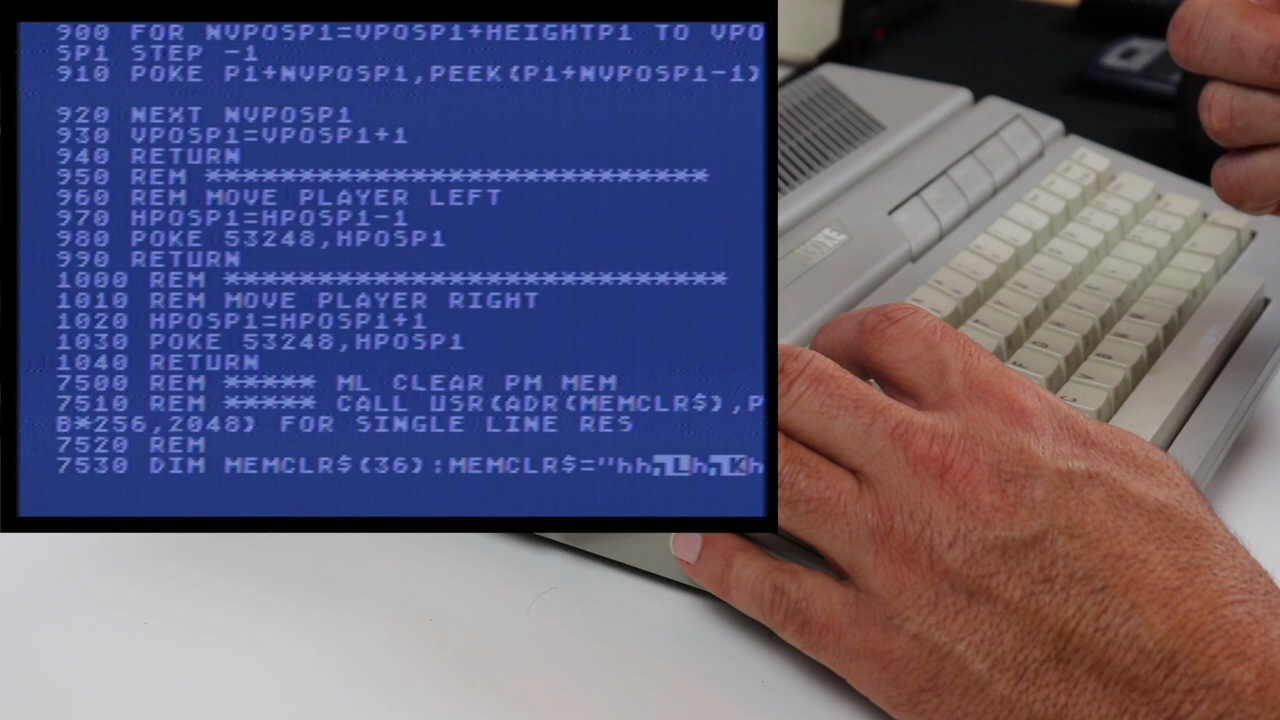 900 FOR NVPOSP1=VPOSP1+HEIGHTP1 TO VPO
SP1 STEP -1
910 POKE P1+NVPOSP1,PEEK(P1+NVPOSP1-1)
920 NEXT NVPOSP1
930 VPOSP1=VPOSP1+1
940 RETURN
950 REM ***************************
960 REM MOVE PLAYER LEFT
970 HPOSP1=HPOSP1-1
980 POKE 53248,HPOSP1
990 RETURN
1000 REM ***************************
1010 REM MOVE PLAYER RIGHT
1020 HPOSP1=HPOSP1+1
1030 POKE 53248,HPOSP1
1040 RETURN
7500 REM ***** ML CLEAR PM MEM
7510 REM ***** CALL USR(ADR(MEMCLR$),P
B*256,2048) FOR SINGLE LINE RES
7520 REM
7530 DIM MEMCLR$(36):MEMCLR$="hh